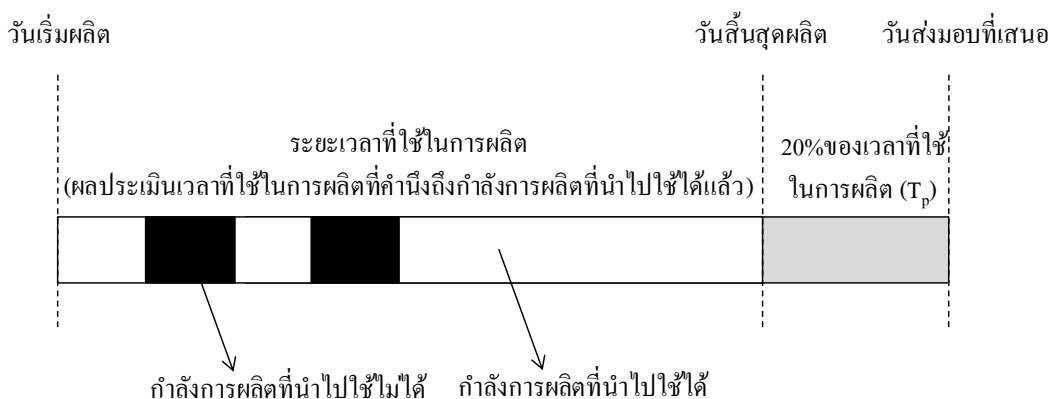 วันเริ่มผลิต วันสิ้นสุดผลิต วันส่งมอบที่เสนอ
ระยะเวลาที่ใช้ในการผลิต
(ผลประเมินเวลาที่ใช้ในการผลิตที่คำนึงถึงกำลังการผลิตที่นำไปใช้ได้แล้ว)
20%ของเวลาที่ใช้
ในการผลิต (Tp)
กำลังการผลิตที่นำไปใช้ไม่ได้ กำลังการผลิตที่นำไปใช้ได้